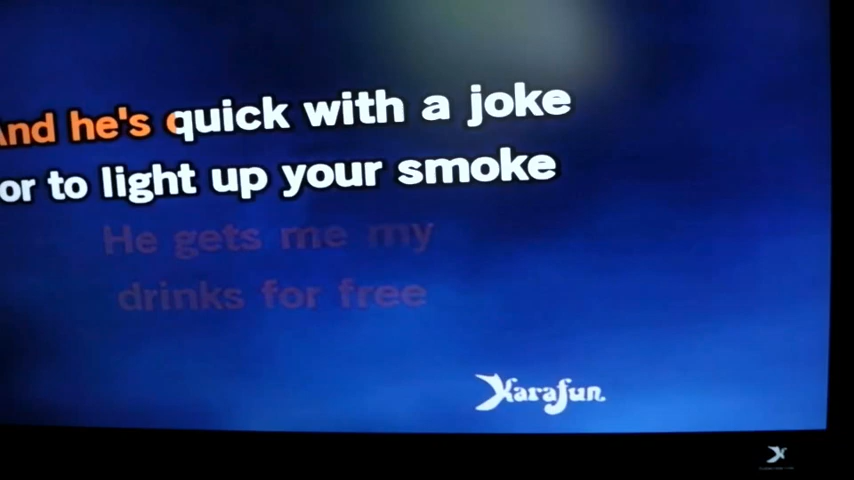 And he's quick with a joke
or to light up your smoke
He gets me my
drinks for free
Karafun